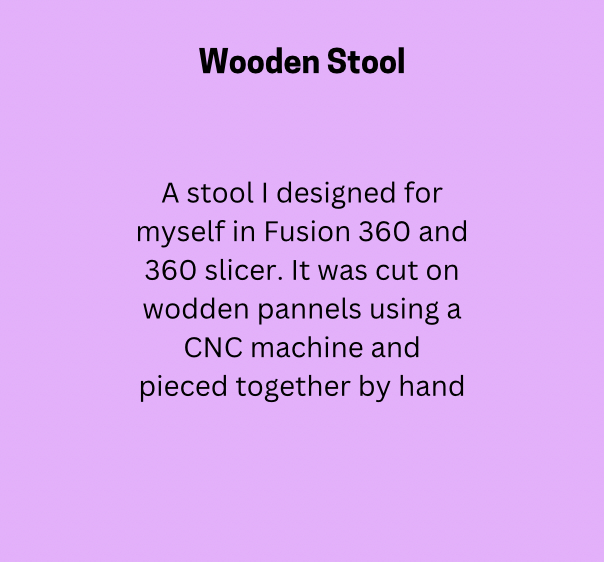 Wooden Stool
A stool I designed for
myself in Fusion 360 and
360 slicer. It was cut on
wodden pannels using a
CNC machine and
pieced together by hand